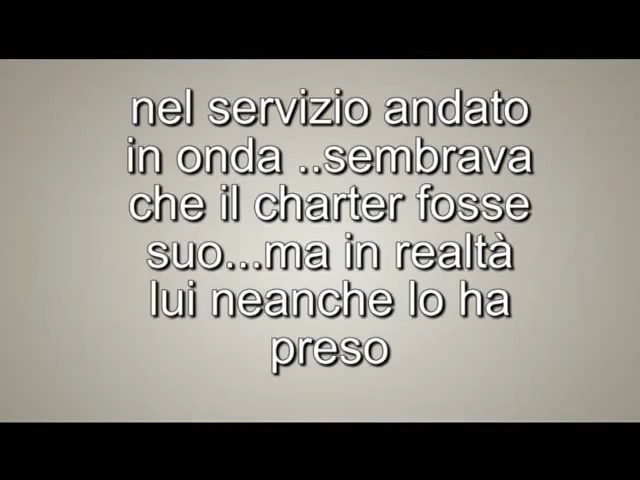 nel servizio andato
in onda ..sembrava
che il charter fosse
suo...ma in realtà
lui neanche lo ha
preso